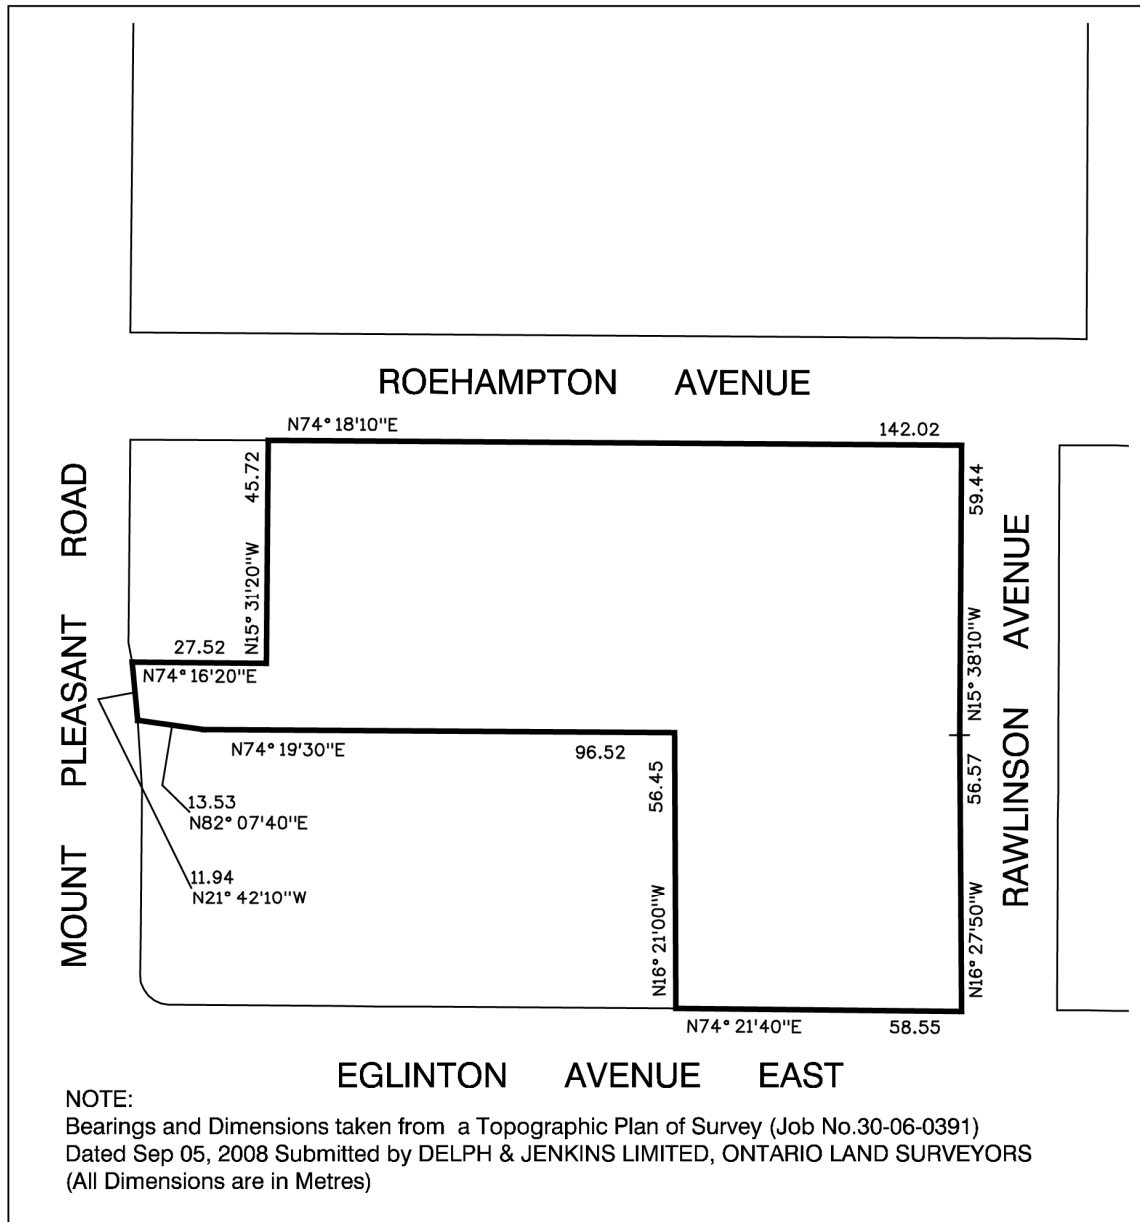 ROEHAMPTON AVENUE
N74° 18'10"E
142.02
45.72
N15° 31'20"W
59.44
N15° 38'10"W
MOUNT PLEASANT ROAD
RAWLINSON AVENUE
27.52
N74° 16'20"E
N74° 19'30"E
96.52
56.45
N16° 21'00"W
56.57
N16° 27'50"W
13.53
N82° 07'40"E
11.94
N21° 42'10"W
N74° 21'40"E
58.55
EGLINTON AVENUE EAST
NOTE:
Bearings and Dimensions taken from a Topographic Plan of Survey (Job No.30-06-0391)
Dated Sep 05, 2008 Submitted by DELPH & JENKINS LIMITED, ONTARIO LAND SURVEYORS
(All Dimensions are in Metres)